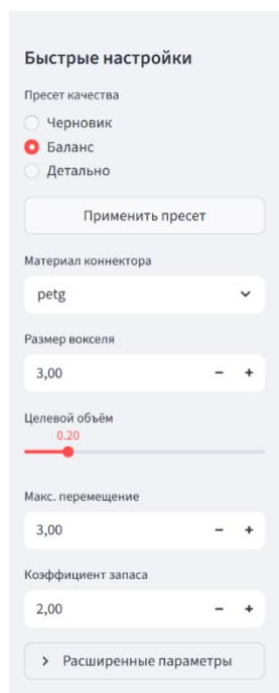 Быстрые настройки
Пресет качества
Черновик
Баланс
Детально
Применить пресет
Материал коннектора
petg
Размер вокселя
3,00 − +
Целевой объём
0.20
Макс. перемещение
3,00 − +
Коэффициент запаса
2,00 − +
Расширенные параметры